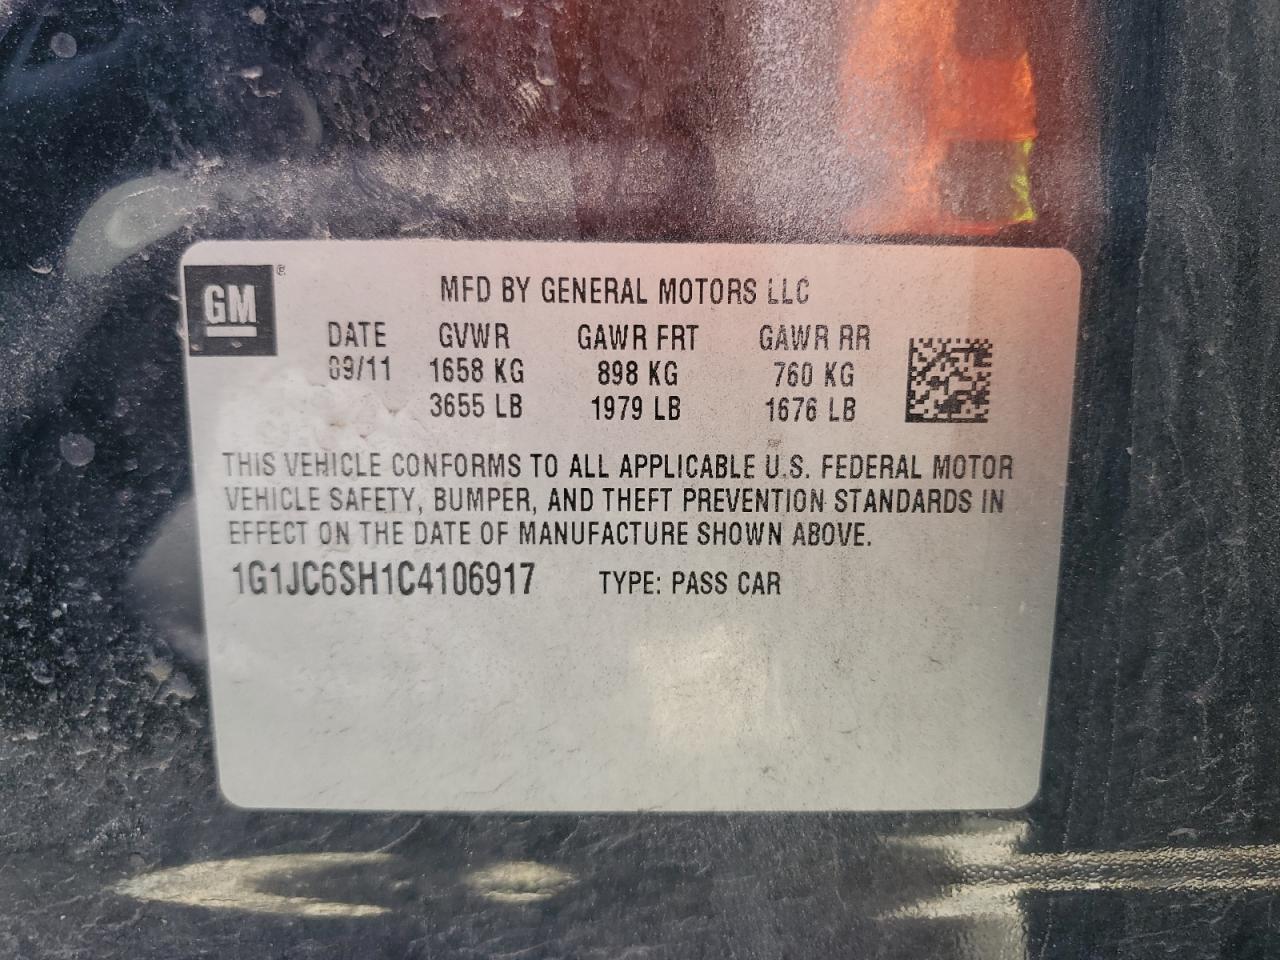 GM®
MFD BY GENERAL MOTORS LLC
DATE GVWR GAWR FRT GAWR RR
09/11 1658 KG 898 KG 760 KG
3655 LB 1979 LB 1676 LB
THIS VEHICLE CONFORMS TO ALL APPLICABLE U.S. FEDERAL MOTOR
VEHICLE SAFETY, BUMPER, AND THEFT PREVENTION STANDARDS IN
EFFECT ON THE DATE OF MANUFACTURE SHOWN ABOVE.
1G1JC6SH1C4106917 TYPE: PASS CAR